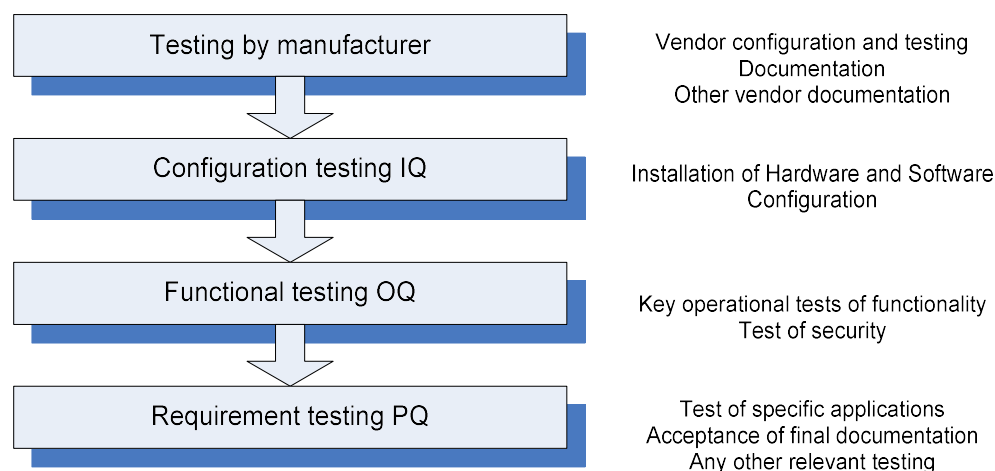 Testing by manufacturer
Vendor configuration and testing
Documentation
Other vendor documentation
Configuration testing IQ
Installation of Hardware and Software
Configuration
Functional testing OQ
Key operational tests of functionality
Test of security
Requirement testing PQ
Test of specific applications
Acceptance of final documentation
Any other relevant testing